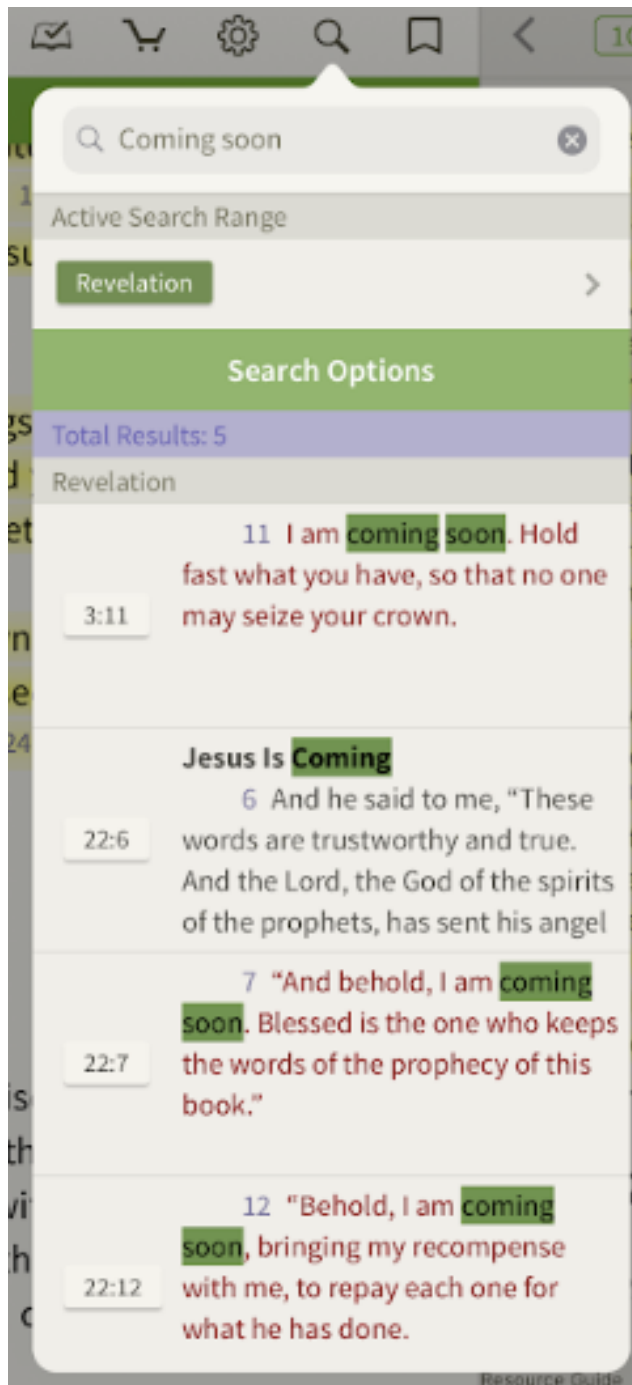 10
Coming soon
Active Search Range
Revelation
Search Options
Total Results: 5
Revelation
11 I am coming soon. Hold
fast what you have, so that no one
3:11
may seize your crown.
Jesus Is Coming
6 And he said to me, “These
22:6
words are trustworthy and true.
And the Lord, the God of the spirits
of the prophets, has sent his angel
7 “And behold, I am coming
soon. Blessed is the one who keeps
22:7
the words of the prophecy of this
book.”
12 “Behold, I am coming
soon, bringing my recompense
22:12
with me, to repay each one for
what he has done.
Resource Guide